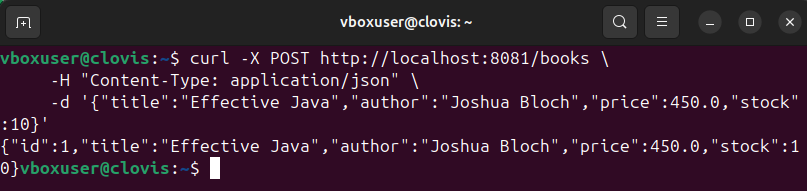 vboxuser@clovis: ~
vboxuser@clovis:~$ curl -X POST http://localhost:8081/books \
     -H "Content-Type: application/json" \
     -d '{"title":"Effective Java","author":"Joshua Bloch","price":450.0,"stock"
:10}'
{"id":1,"title":"Effective Java","author":"Joshua Bloch","price":450.0,"stock":1
0}vboxuser@clovis:~$